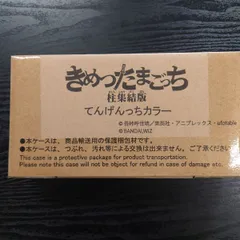 きめつたまごっち
柱集結版
てんげんっちカラー
©吾峠呼世晴/集英社・アニプレックス・ufotable
©BANDAI,WiZ
●本ケースは、商品輸送用の保護梱包材です。
●本ケースの、つぶれ、汚れ等による交換は出来ません。ご了承ください。
This case is a protective package for product transportation.
Please note this case will not be object for refund in case of damage etc.